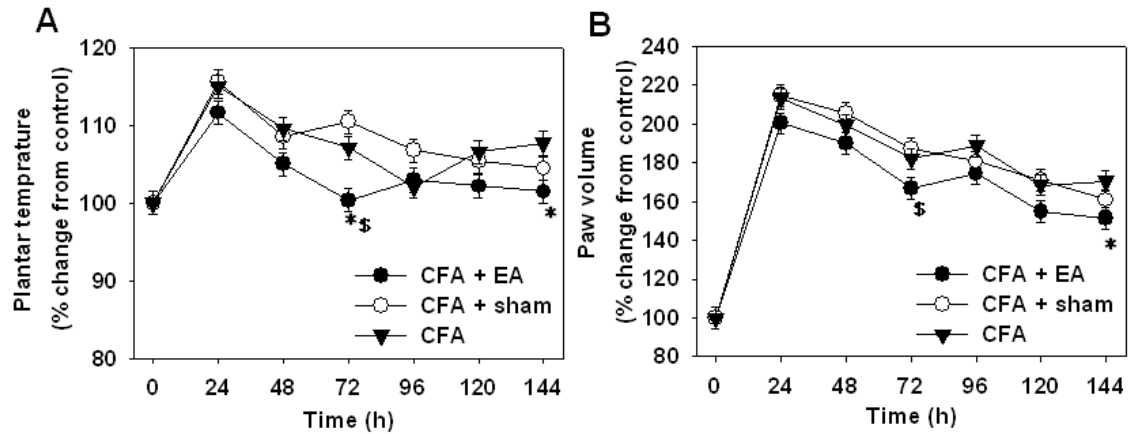 A
Plantar temprature
(% change from control)
120
110
100
90
80
*$
*
CFA + EA
CFA + sham
CFA
0 24 48 72 96 120 144
Time (h)
B
Paw volume
(% change from control)
240
220
200
180
160
140
120
100
80
$
*
CFA + EA
CFA + sham
CFA
0 24 48 72 96 120 144
Time (h)